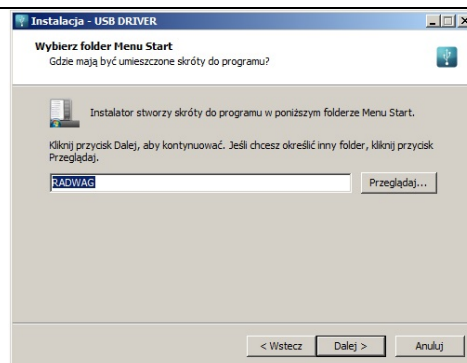 Instalacja - USB DRIVER
Wybierz folder Menu Start
Gdzie mają być umieszczone skróty do programu?
Instalator stworzy skróty do programu w poniższym folderze Menu Start.
Kliknij przycisk Dalej, aby kontynuować. Jeśli chcesz określić inny folder, kliknij przycisk
Przeglądaj.
RADWAG
Przeglądaj...
< Wstecz
Dalej >
Anuluj